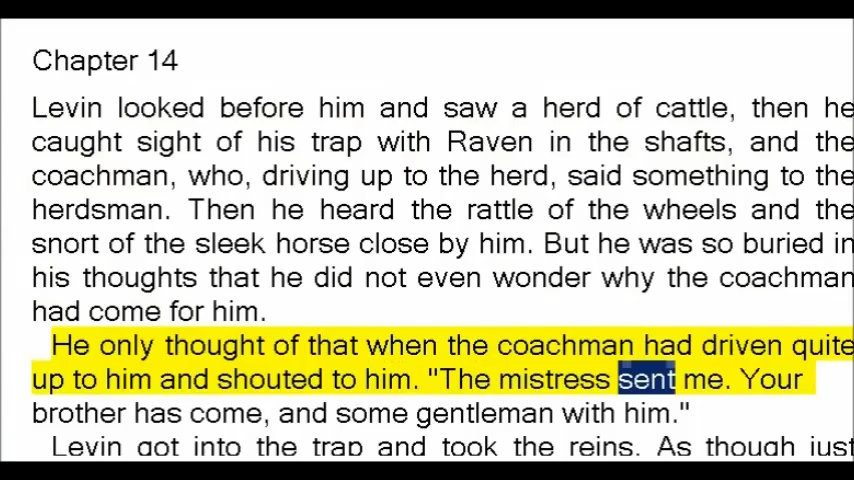 Chapter 14
Levin looked before him and saw a herd of cattle, then he
caught sight of his trap with Raven in the shafts, and the
coachman, who, driving up to the herd, said something to the
herdsman. Then he heard the rattle of the wheels and the
snort of the sleek horse close by him. But he was so buried in
his thoughts that he did not even wonder why the coachman
had come for him.
He only thought of that when the coachman had driven quite
up to him and shouted to him. "The mistress sent me. Your
brother has come, and some gentleman with him."
Levin got into the trap and took the reins. As though just